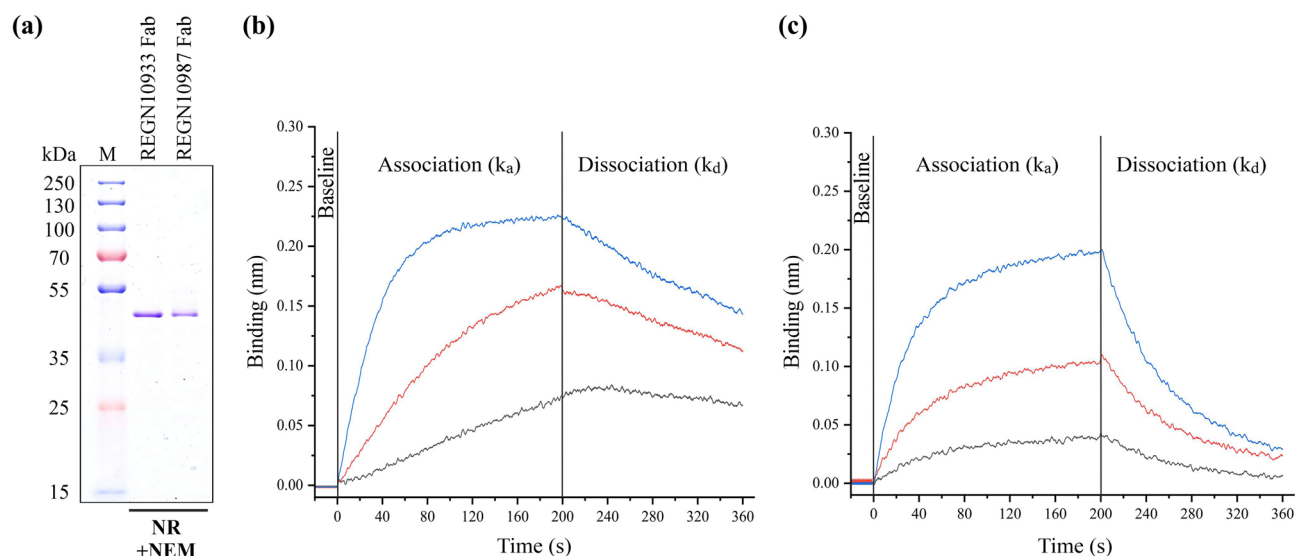 (a)
REGN10933 Fab
REGN10987 Fab
kDa
M
250
130
100
70
55
35
25
15
NR
+NEM
(b)
Binding (nm)
0.30
0.25
0.20
0.15
0.10
0.05
0.00
Baseline
Association (ka)
Dissociation (kd)
0 40 80 120 160 200 240 280 320 360
Time (s)
(c)
Binding (nm)
0.30
0.25
0.20
0.15
0.10
0.05
0.00
Baseline
Association (ka)
Dissociation (kd)
0 40 80 120 160 200 240 280 320 360
Time (s)